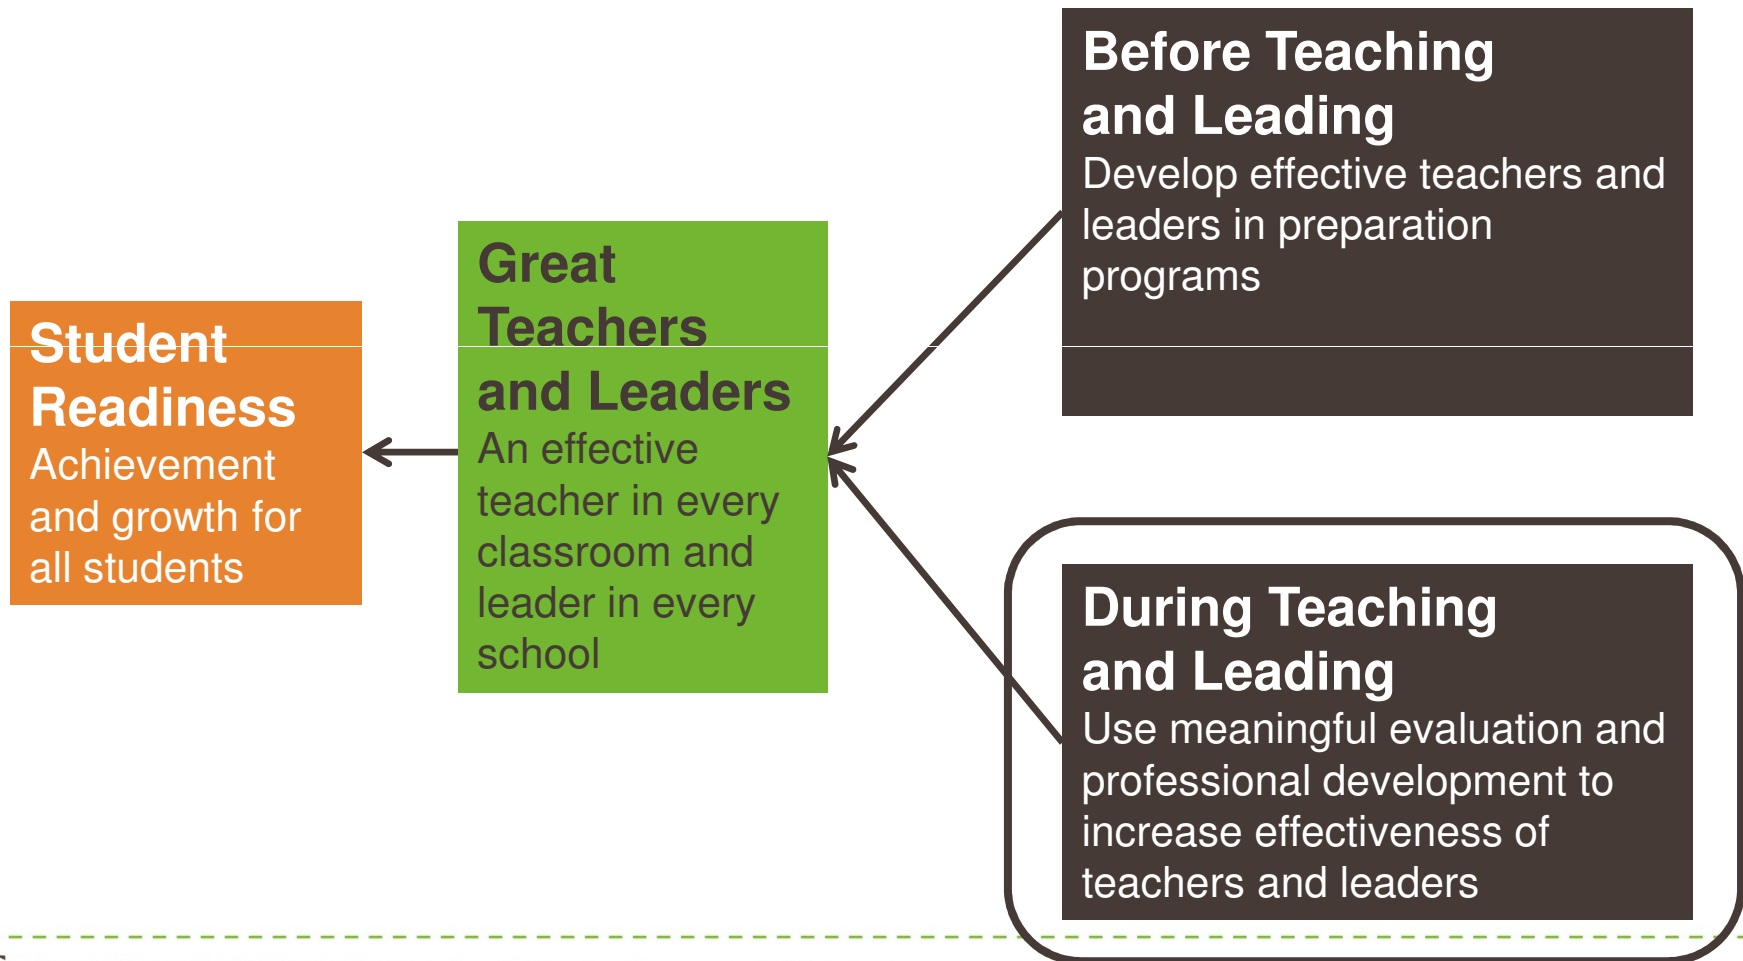 Student
Readiness
Achievement
and growth for
all students
Great
Teachers
and Leaders
An effective
teacher in every
classroom and
leader in every
school
Before Teaching
and Leading
Develop effective teachers and
leaders in preparation
programs
During Teaching
and Leading
Use meaningful evaluation and
professional development to
increase effectiveness of
teachers and leaders